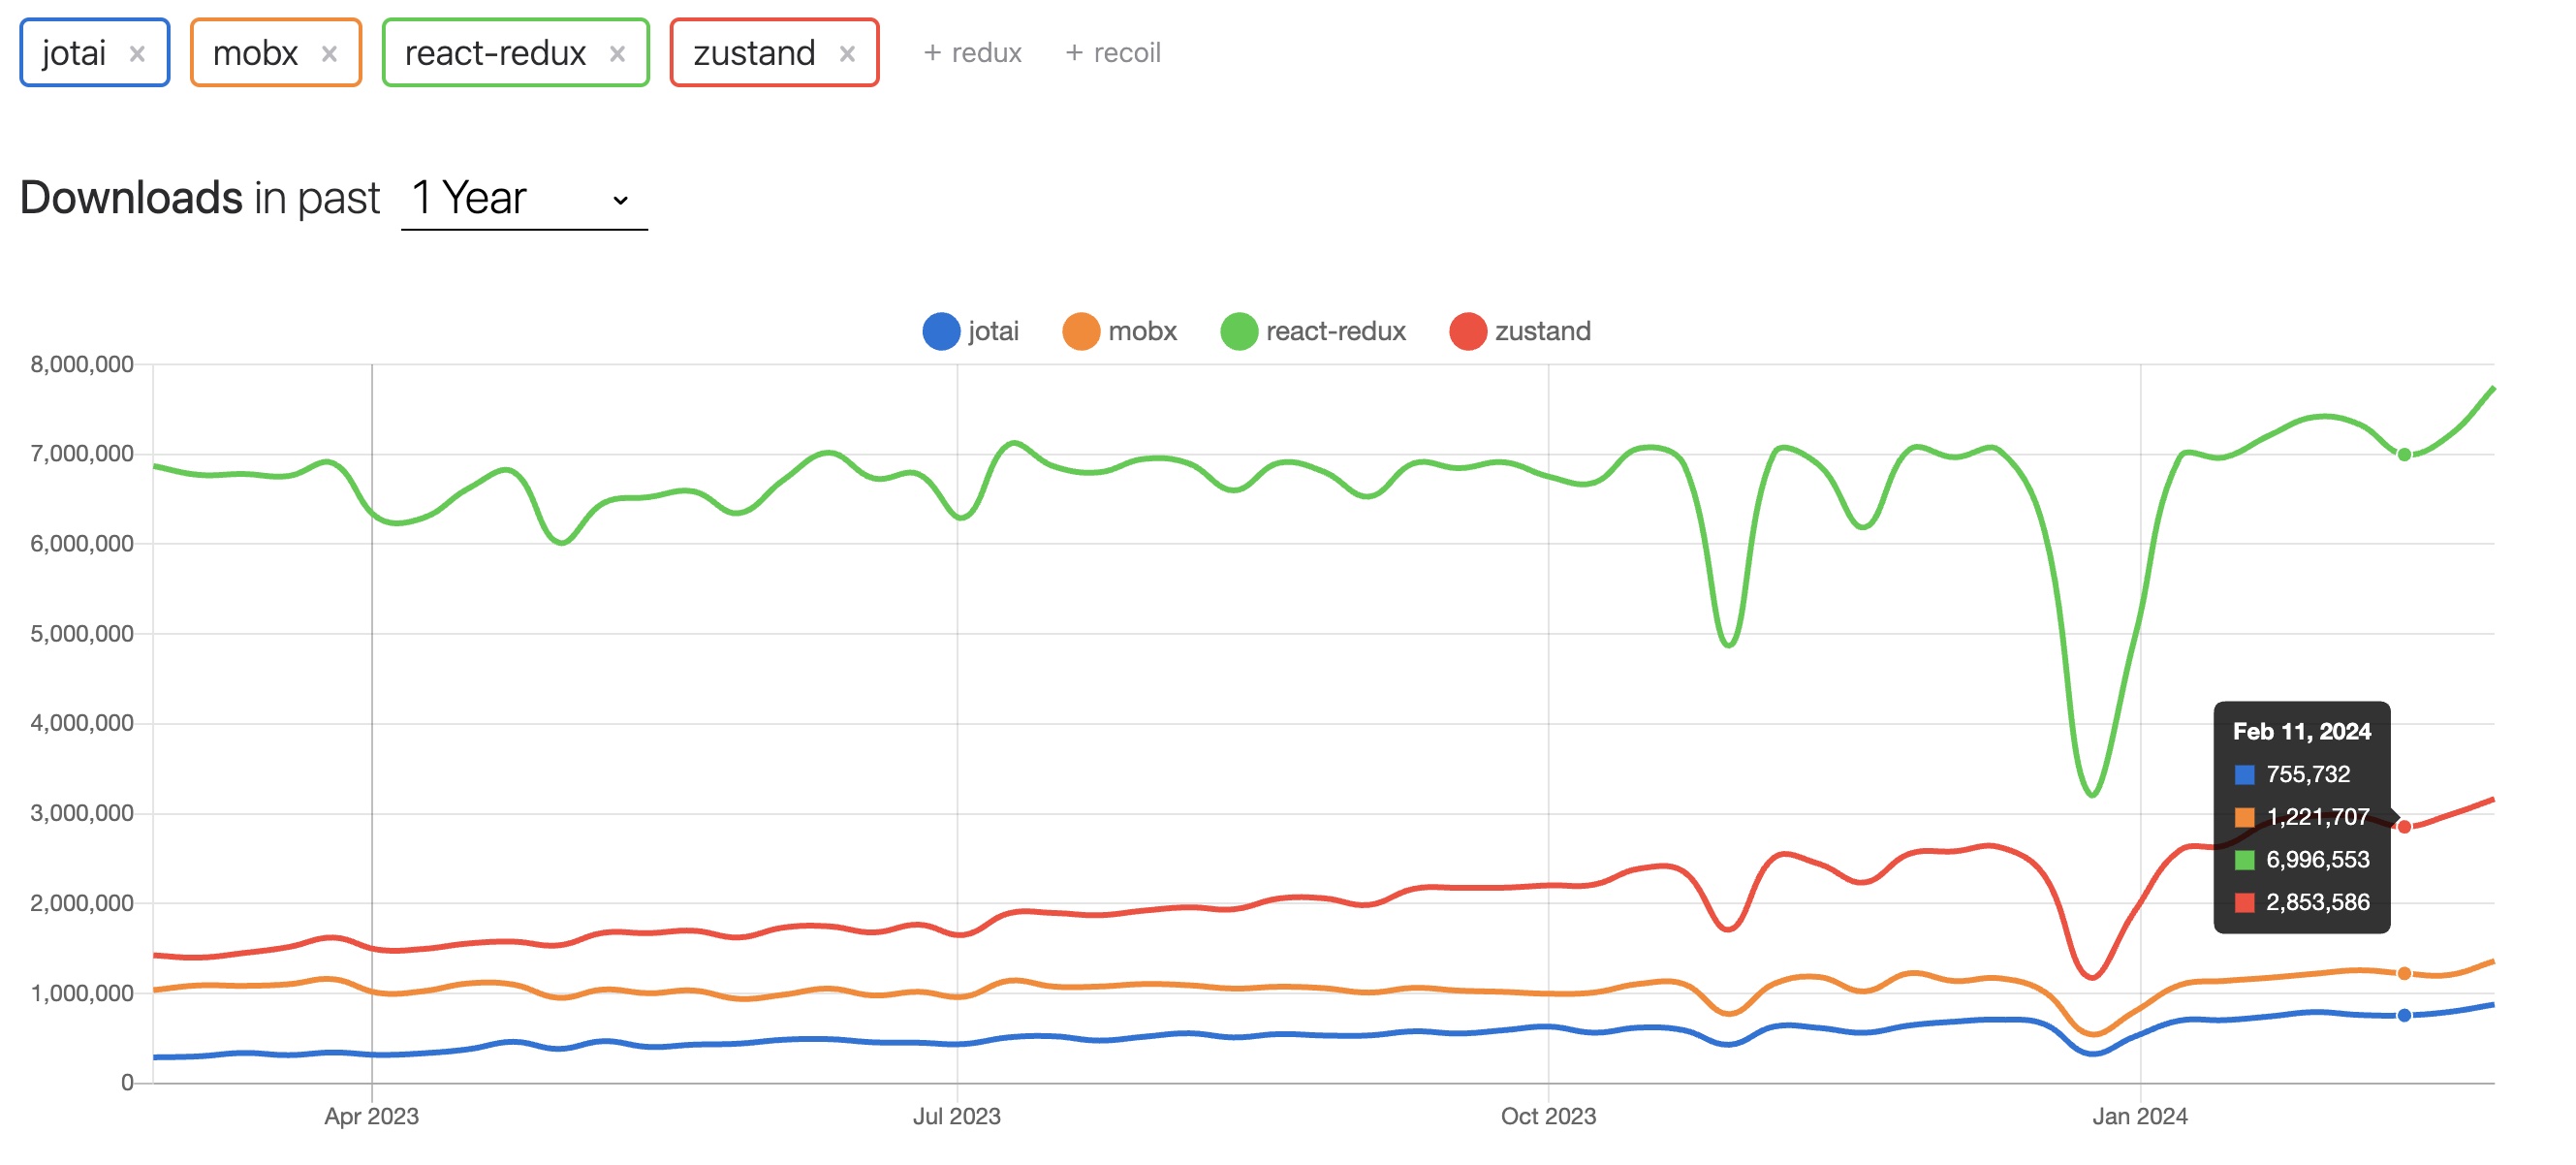 jotai × mobx × react-redux × zustand × + redux + recoil
Downloads in past 1 Year
jotai mobx react-redux zustand
8,000,000
7,000,000
6,000,000
5,000,000
4,000,000
3,000,000
2,000,000
1,000,000
0
Feb 11, 2024
755,732
1,221,707
6,996,553
2,853,586
Apr 2023 Jul 2023 Oct 2023 Jan 2024